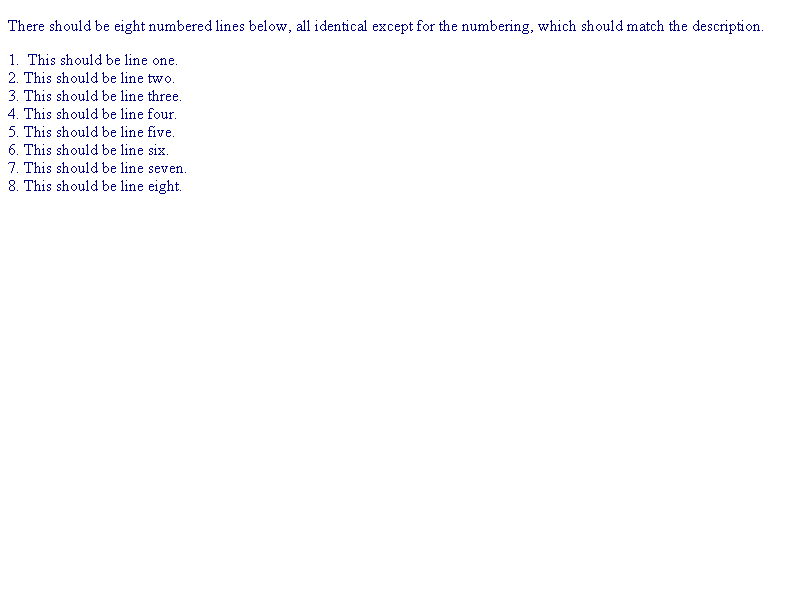 There should be eight numbered lines below, all identical except for the numbering, which should match the description.
1.  This should be line one.
2. This should be line two.
3. This should be line three.
4. This should be line four.
5. This should be line five.
6. This should be line six.
7. This should be line seven.
8. This should be line eight.